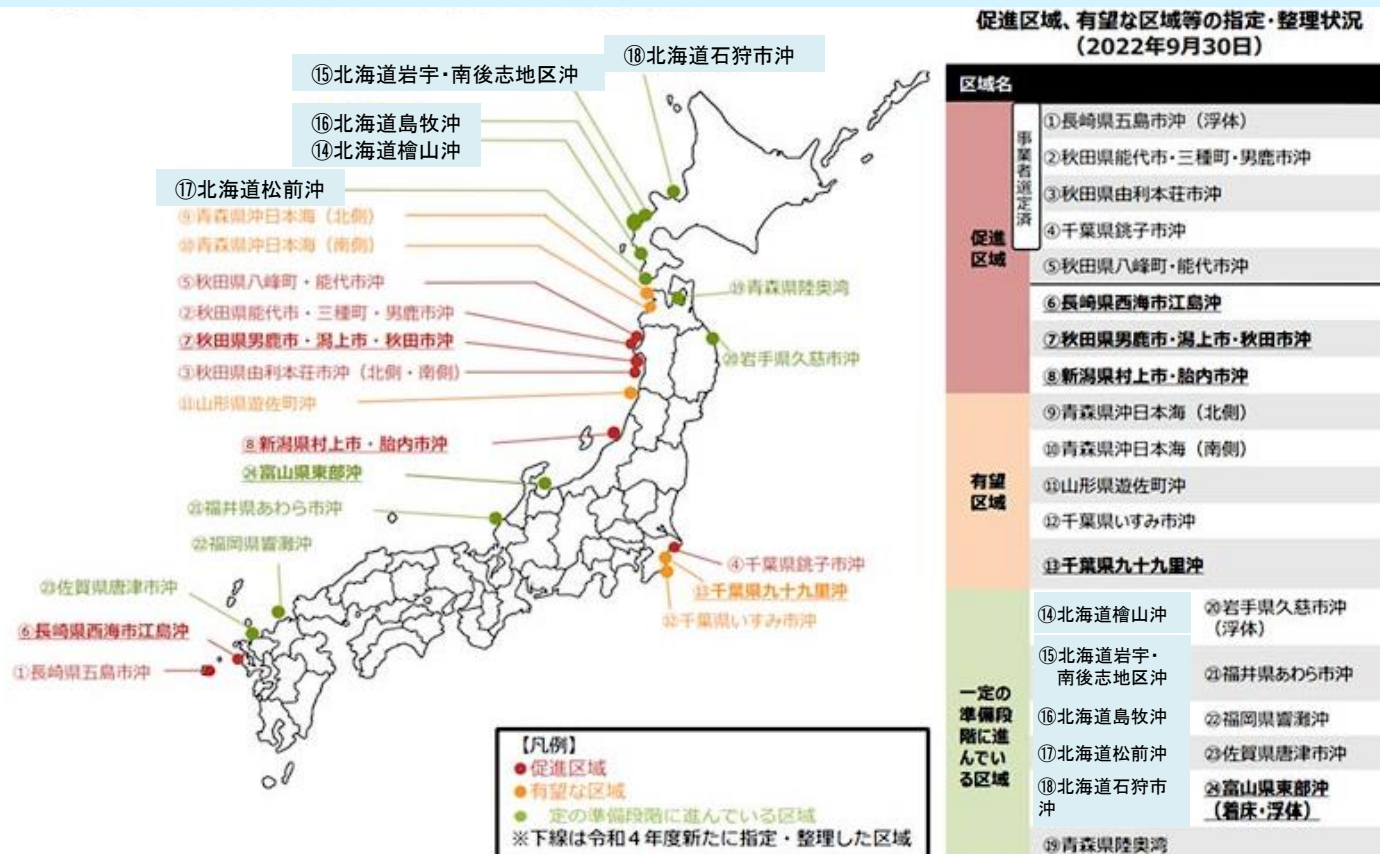 ⑱北海道石狩市沖
⑮北海道岩宇・南後志地区沖
⑯北海道島牧沖
⑭北海道檜山沖
⑰北海道松前沖
⑨青森県沖日本海（北側）
⑩青森県沖日本海（南側）
⑤秋田県八峰町・能代市沖
②秋田県能代市・三種町・男鹿市沖
⑦秋田県男鹿市・潟上市・秋田市沖
③秋田県由利本荘市沖（北側・南側）
⑪山形県遊佐町沖
⑧新潟県村上市・胎内市沖
㉔富山県東部沖
㉑福井県あわら市沖
㉒福岡県響灘沖
㉓佐賀県唐津市沖
⑥長崎県西海市江島沖
①長崎県五島市沖
⑲青森県陸奥湾
⑳岩手県久慈市沖
④千葉県銚子市沖
⑬千葉県九十九里沖
⑫千葉県いすみ市沖
【凡例】
促進区域
有望な区域
定の準備段階に進んでいる区域
※下線は令和４年度新たに指定・整理した区域
促進区域、有望な区域等の指定・整理状況
（2022年9月30日）
区域名
促進
区域
事業者選定済
①長崎県五島市沖（浮体）
②秋田県能代市・三種町・男鹿市沖
③秋田県由利本荘市沖
④千葉県銚子市沖
⑤秋田県八峰町・能代市沖
⑥長崎県西海市江島沖
⑦秋田県男鹿市・潟上市・秋田市沖
⑧新潟県村上市・胎内市沖
有望
区域
⑨青森県沖日本海（北側）
⑩青森県沖日本海（南側）
⑪山形県遊佐町沖
⑫千葉県いすみ市沖
⑬千葉県九十九里沖
一定の
準備段
階に進
んでい
る区域
⑭北海道檜山沖
⑮北海道岩宇・
南後志地区沖
⑯北海道島牧沖
⑰北海道松前沖
⑱北海道石狩市
沖
⑲青森県陸奥湾
⑳岩手県久慈市沖
（浮体）
㉑福井県あわら市沖
㉒福岡県響灘沖
㉓佐賀県唐津市沖
㉔富山県東部沖
（着床・浮体）